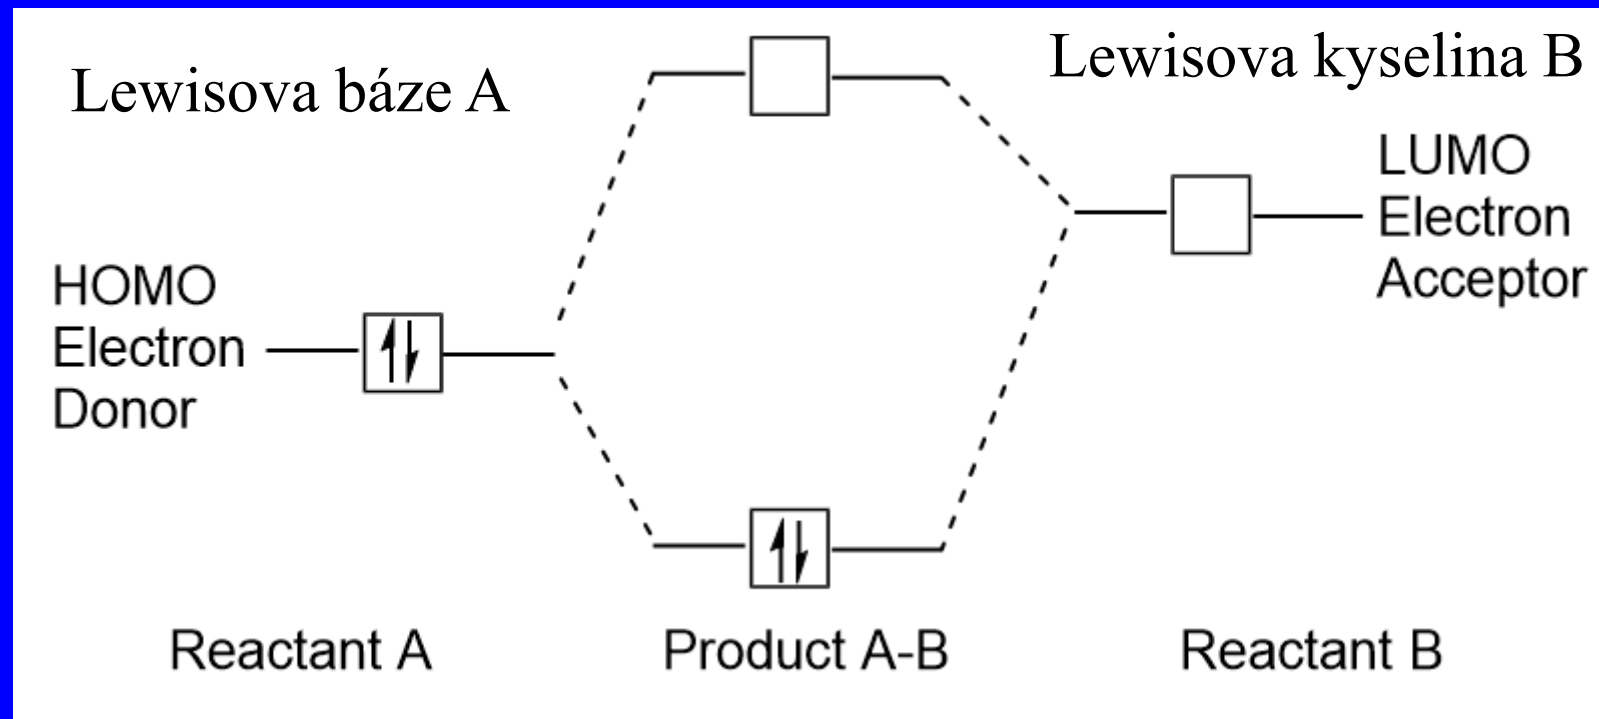 Lewisova báze A
Lewisova kyselina B
HOMO
Electron
Donor
LUMO
Electron
Acceptor
Reactant A
Product A-B
Reactant B